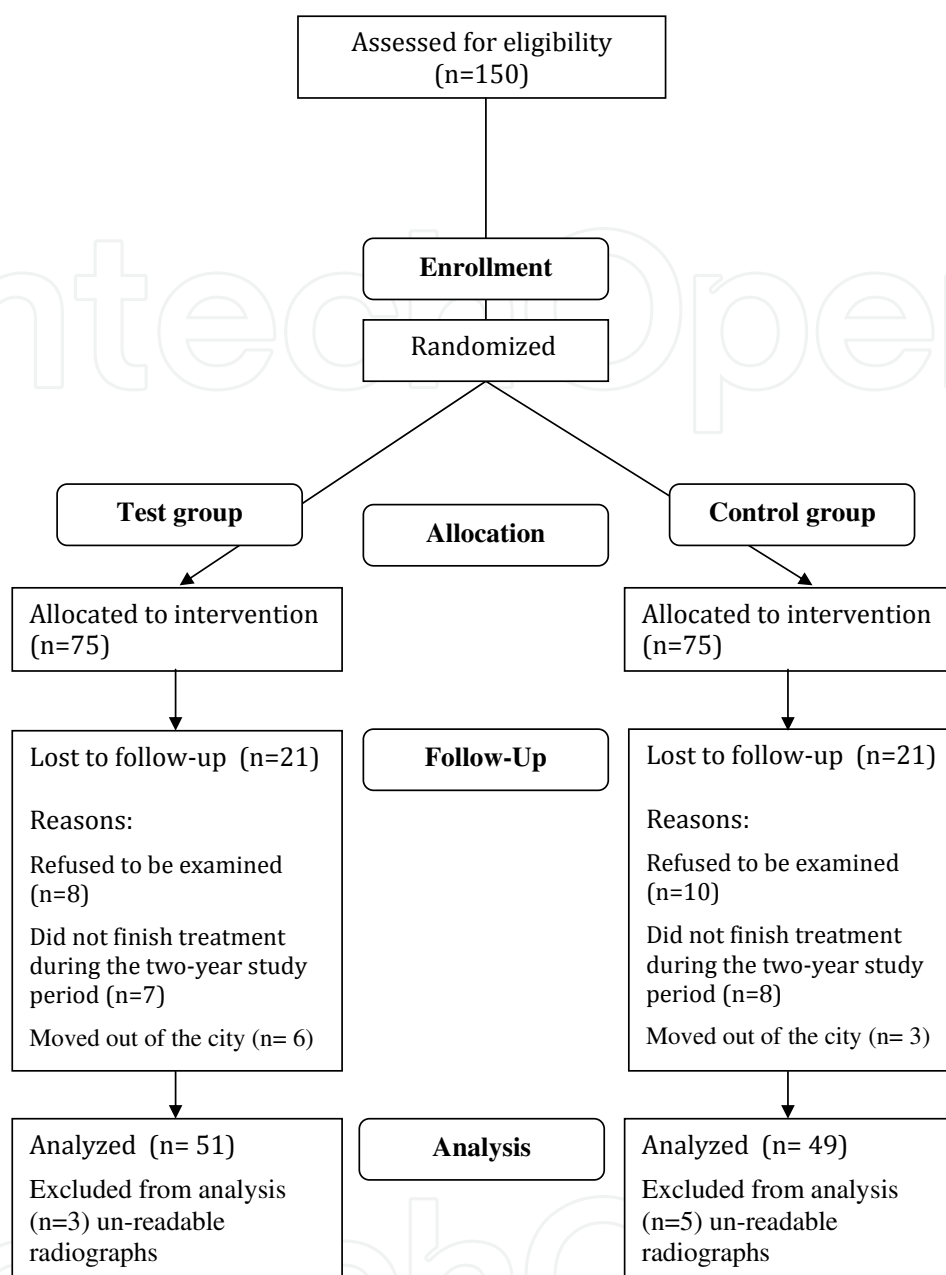 Assessed for eligibility
(n=150)
Enrollment
Randomized
Test group
Control group
Allocation
Allocated to intervention
(n=75)
Allocated to intervention
(n=75)
Lost to follow-up (n=21)
Reasons:
Refused to be examined
(n=8)
Did not finish treatment
during the two-year study
period (n=7)
Moved out of the city (n= 6)
Follow-Up
Lost to follow-up (n=21)
Reasons:
Refused to be examined
(n=10)
Did not finish treatment
during the two-year study
period (n=8)
Moved out of the city (n= 3)
Analyzed (n= 51)
Excluded from analysis
(n=3) un-readable
radiographs
Analysis
Analyzed (n= 49)
Excluded from analysis
(n=5) un-readable
radiographs
ntechOpe